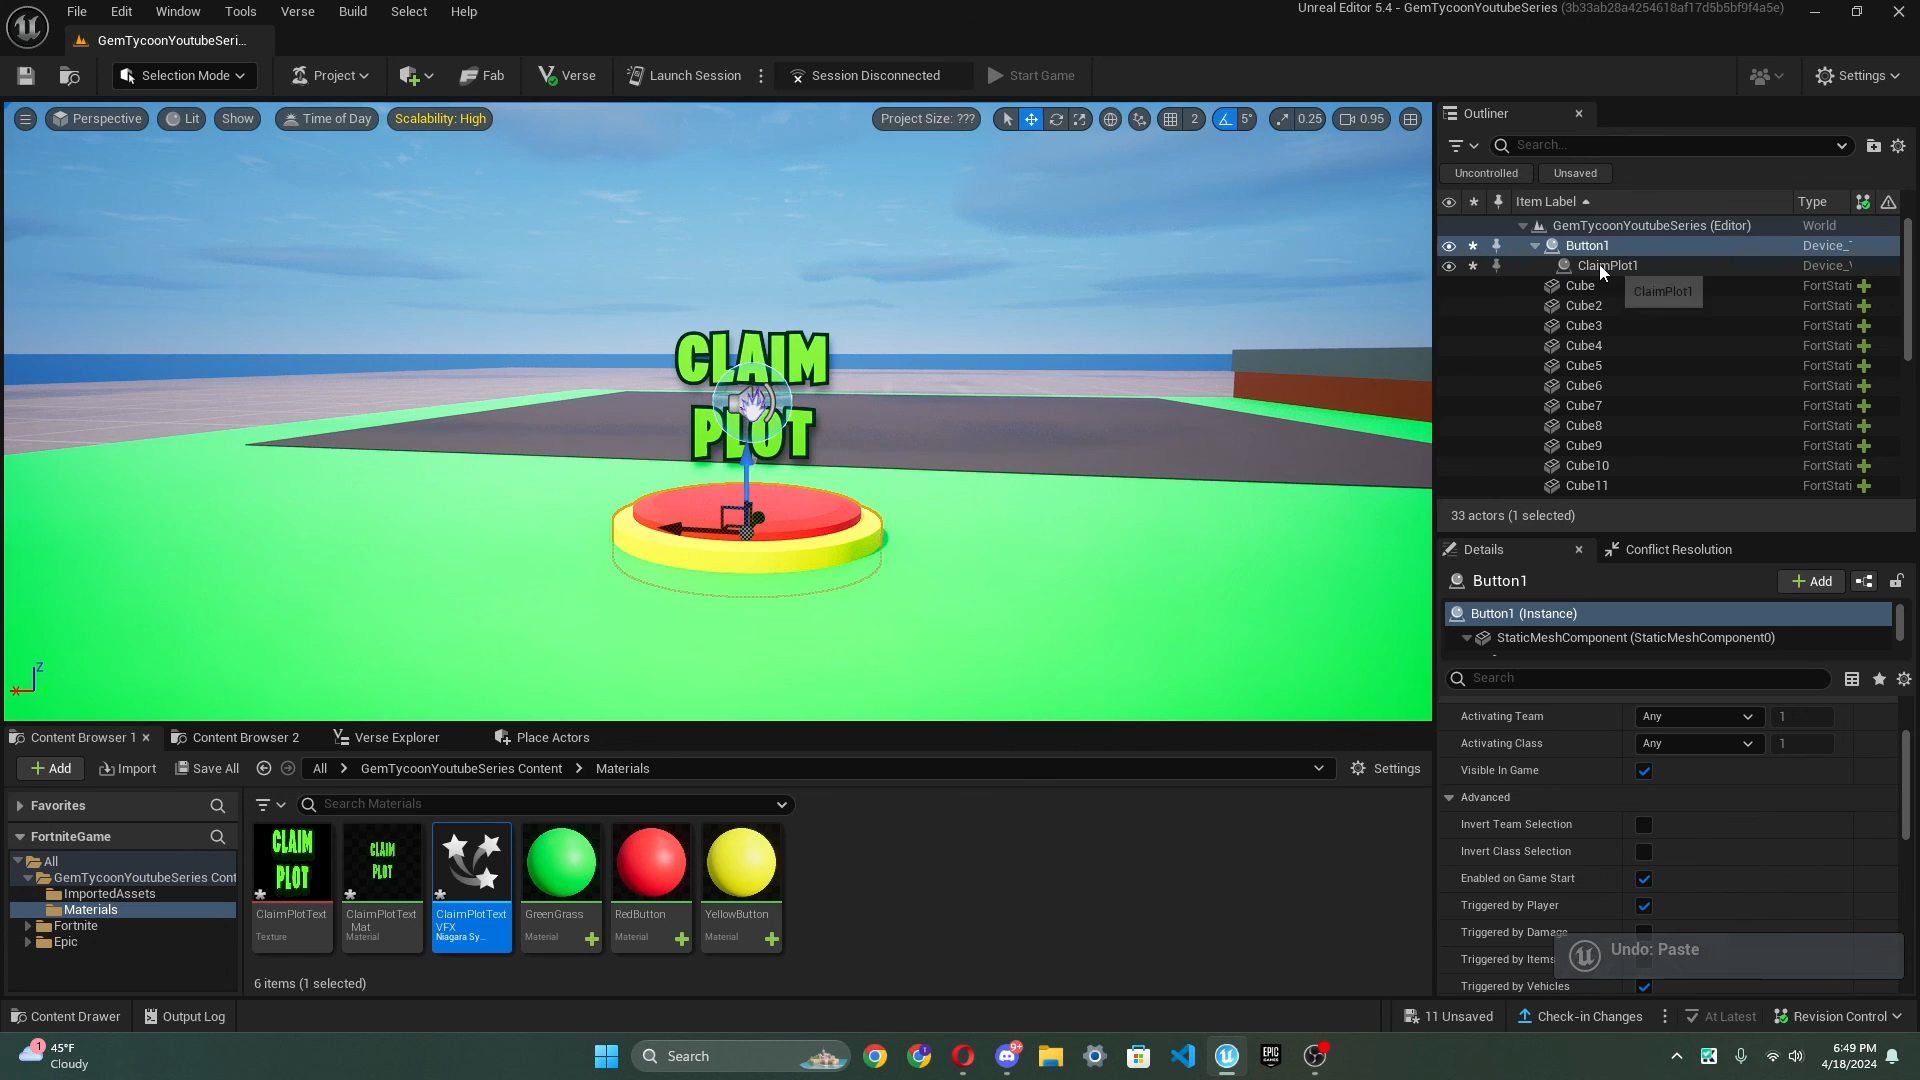 File Edit Window Tools Verse Build Select Help
Unreal Editor 5.4 - GemTycoonYoutubeSeries (3b33ab28a4254618af17d5b5bf9f4a5e)
GemTycoonYoutubeSeri...
Selection Mode Project Fab Verse Launch Session Session Disconnected Start Game Settings
Perspective Lit Show Time of Day Scalability: High Project Size: ??? 2 5° 0.25 0.95
CLAIM
PLOT
Z
X
Outliner
Search...
Uncontrolled Unsaved
Item Label Type
GemTycoonYoutubeSeries (Editor) World
Button1 Device_
ClaimPlot1 Device_
Cube FortStati
ClaimPlot1
Cube2 FortStati
Cube3 FortStati
Cube4 FortStati
Cube5 FortStati
Cube6 FortStati
Cube7 FortStati
Cube8 FortStati
Cube9 FortStati
Cube10 FortStati
Cube11 FortStati
33 actors (1 selected)
Details Conflict Resolution
Button1 Add
Button1 (Instance)
StaticMeshComponent (StaticMeshComponent0)
Search
Activating Team Any 1
Activating Class Any 1
Visible In Game
Advanced
Invert Team Selection
Invert Class Selection
Enabled on Game Start
Triggered by Player
Triggered by Damage
Triggered by Items
Triggered by Vehicles
Undo: Paste
Content Browser 1 Content Browser 2 Verse Explorer Place Actors
Add Import Save All All GemTycoonYoutubeSeries Content Materials Settings
Favorites
FortniteGame
All
GemTycoonYoutubeSeries Cont
ImportedAssets
Materials
Fortnite
Epic
Search Materials
CLAIM
PLOT
CLAIM
PLOT
ClaimPlotText
Texture
ClaimPlotText
Mat
Material
ClaimPlotText
VFX
Niagara Sy...
GreenGrass
Material
RedButton
Material
YellowButton
Material
6 items (1 selected)
Content Drawer Output Log 11 Unsaved Check-in Changes At Latest Revision Control
1
45°F
Cloudy
Search
9+
EPIC
GAMES
6:49 PM
4/18/2024